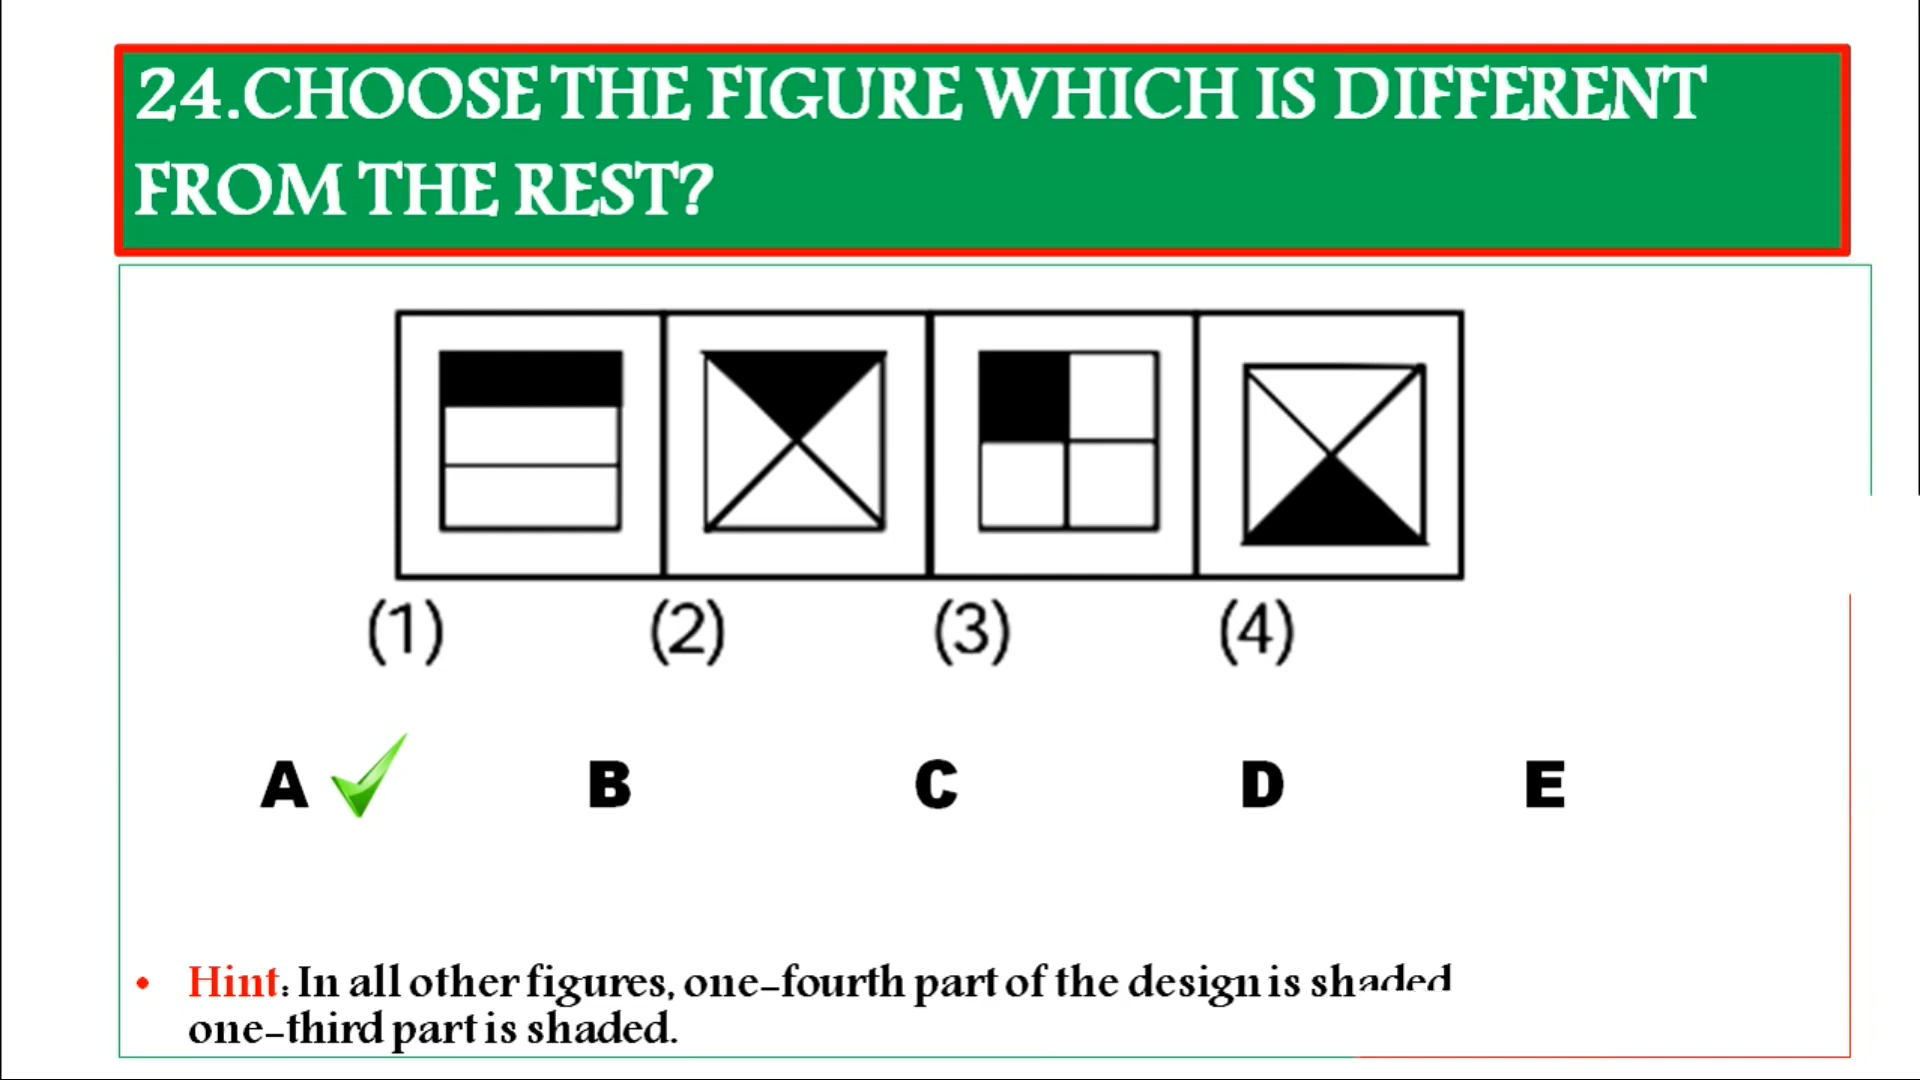 24.CHOOSE THE FIGURE WHICH IS DIFFERENT
FROM THE REST?
(1) (2) (3) (4)
A B C D E
• Hint: In all other figures, one-fourth part of the design is shaded
one-third part is shaded.